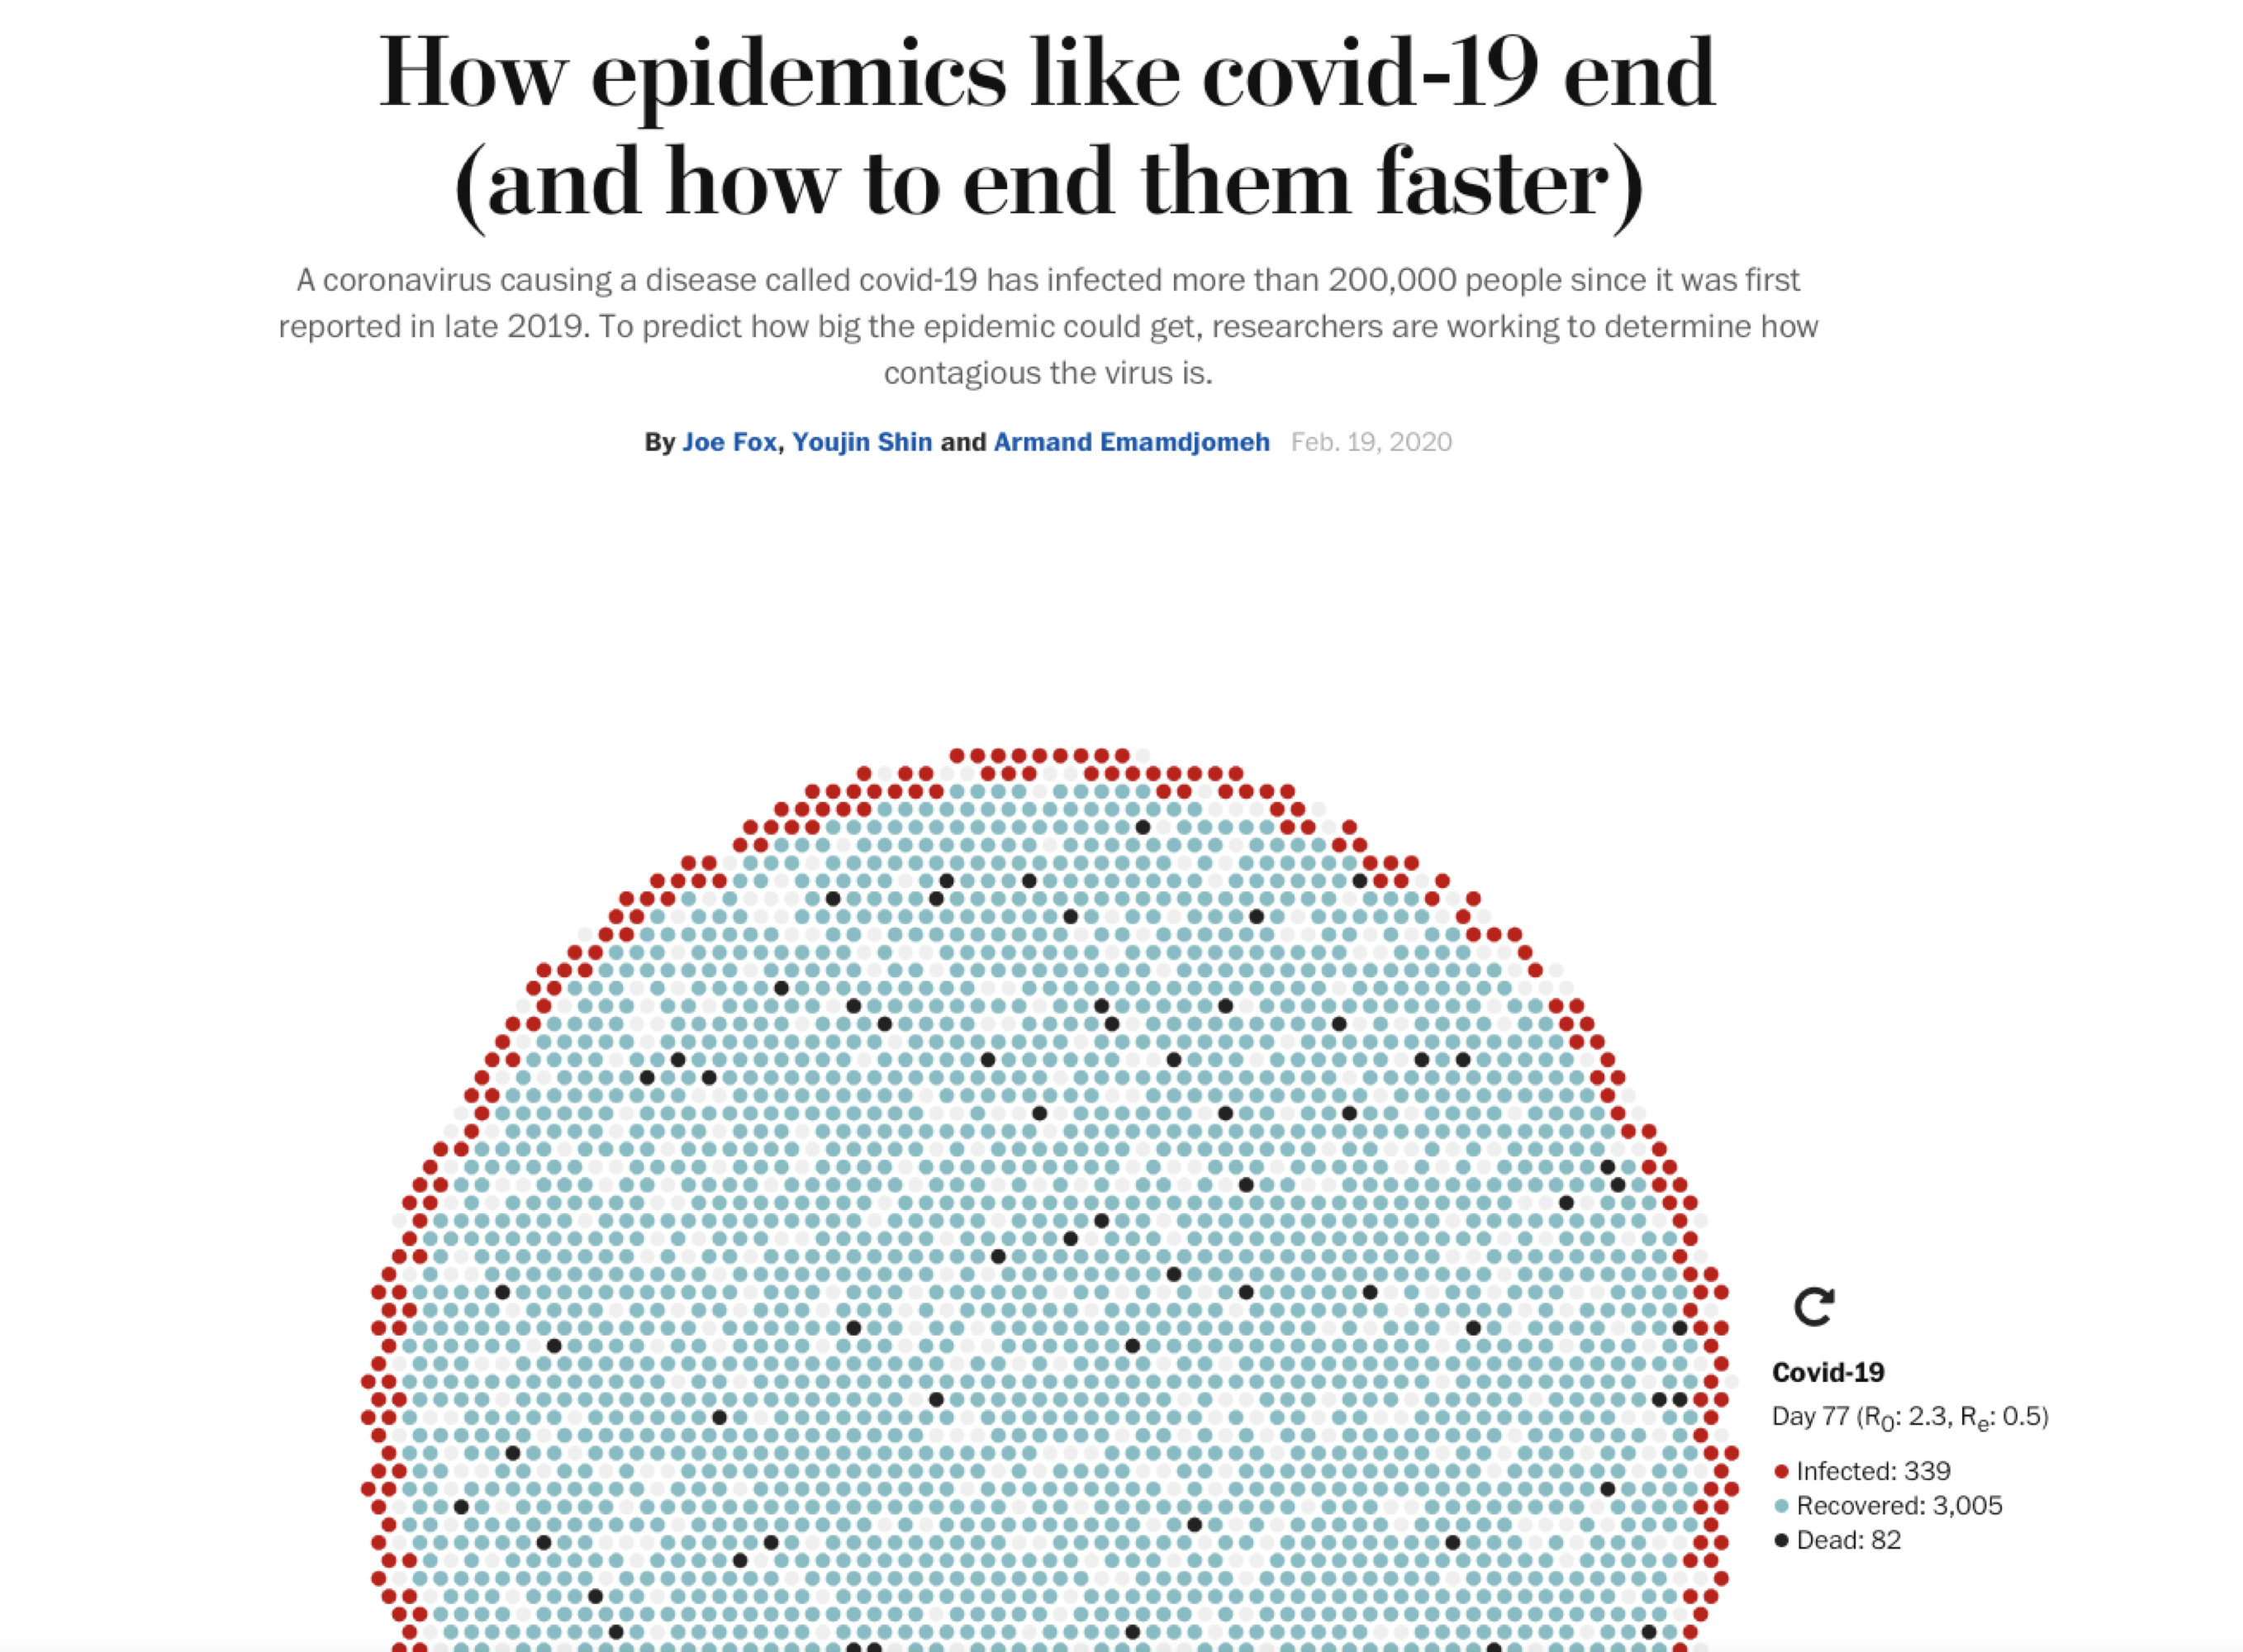 How epidemics like covid-19 end
(and how to end them faster)
A coronavirus causing a disease called covid-19 has infected more than 200,000 people since it was first
reported in late 2019. To predict how big the epidemic could get, researchers are working to determine how
contagious the virus is.
By Joe Fox, Youjin Shin and Armand Emamdjomeh Feb. 19, 2020
Covid-19
Day 77 (R0: 2.3, Re: 0.5)
Infected: 339
Recovered: 3,005
Dead: 82